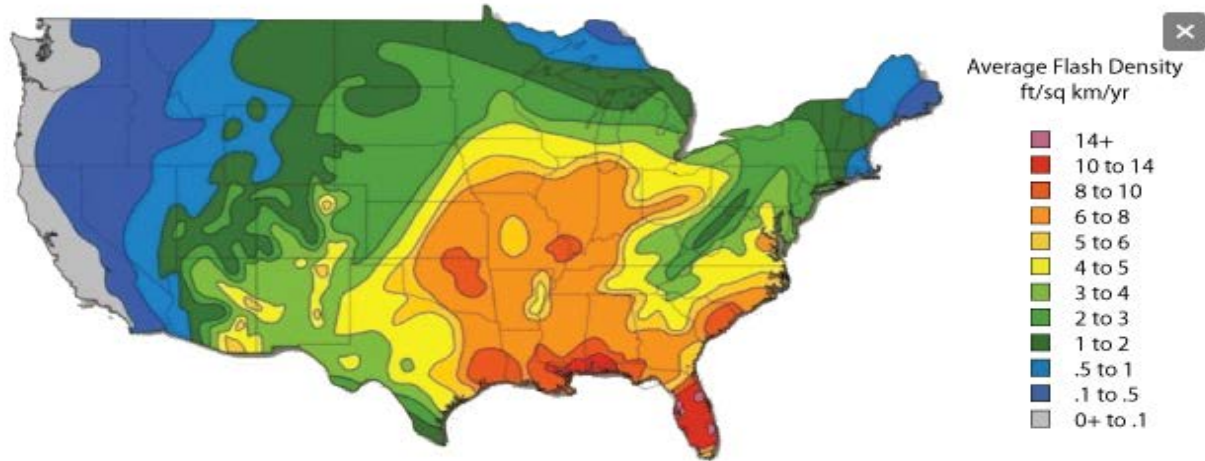 Average Flash Density
ft/sq km/yr
14+
10 to 14
8 to 10
6 to 8
5 to 6
4 to 5
3 to 4
2 to 3
1 to 2
.5 to 1
.1 to .5
0+ to .1